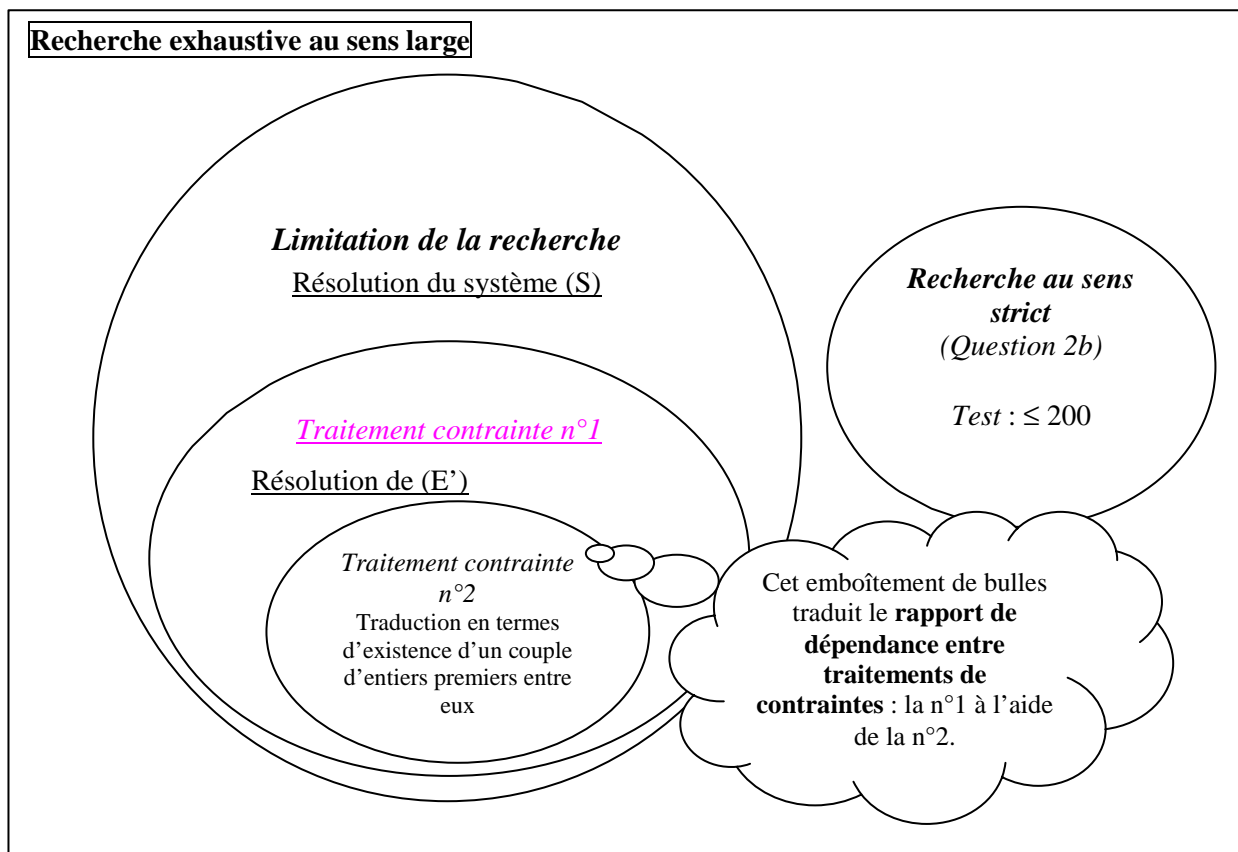 Recherche exhaustive au sens large
Limitation de la recherche
Résolution du système (S)
Traitement contrainte n°1
Résolution de (E’)
Traitement contrainte
n°2
Traduction en termes
d’existence d’un couple
d’entiers premiers entre
eux
Recherche au sens
strict
(Question 2b)
Test : ≤ 200
Cet emboîtement de bulles
traduit le rapport de
dépendance entre
traitements de
contraintes : la n°1 à l’aide
de la n°2.